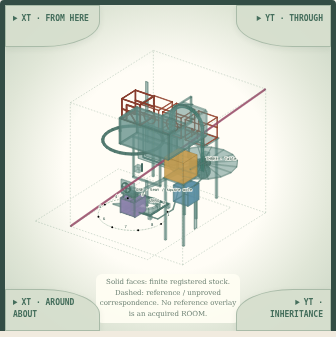 ▶ XT · FROM HERE
▶ YT · THROUGH
Solid faces: finite registered stock.
Dashed: reference / unproved
correspondence. No reference overlay
is an acquired ROOM.
▶ XT · AROUND
ABOUT
▶ YT ·
INHERITANCE